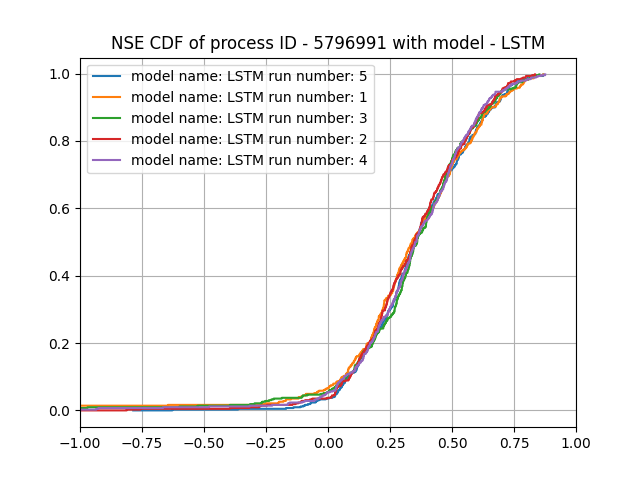 NSE CDF of process ID - 5796991 with model - LSTM
model name: LSTM run number: 5
model name: LSTM run number: 1
model name: LSTM run number: 3
model name: LSTM run number: 2
model name: LSTM run number: 4
1.0
0.8
0.6
0.4
0.2
0.0
−1.00 −0.75 −0.50 −0.25 0.00 0.25 0.50 0.75 1.00